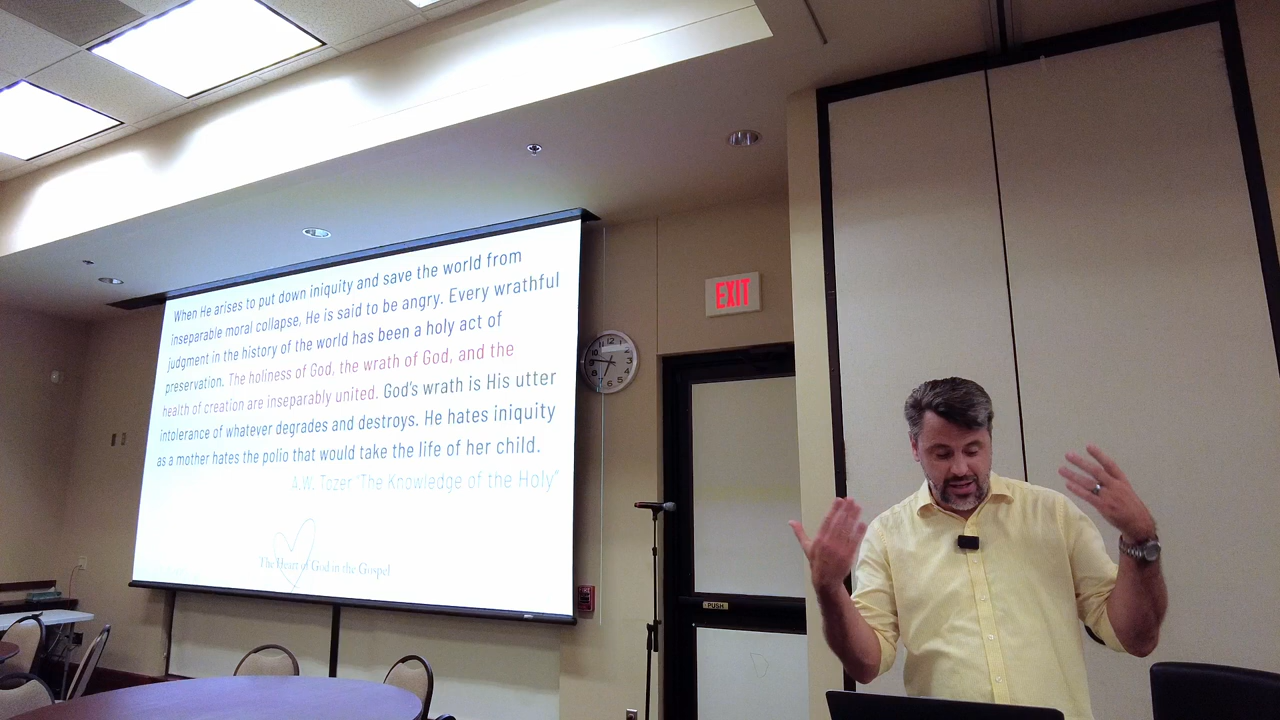 When He arises to put down iniquity and save the world from
inseparable moral collapse, He is said to be angry. Every wrathful
judgment in the history of the world has been a holy act of
preservation. The holiness of God, the wrath of God, and the
health of creation are inseparably united. God's wrath is His utter
intolerance of whatever degrades and destroys. He hates iniquity
as a mother hates the polio that would take the life of her child.
A.W. Tozer "The Knowledge of the Holy"
The Heart of God in the Gospel
EXIT
PUSH